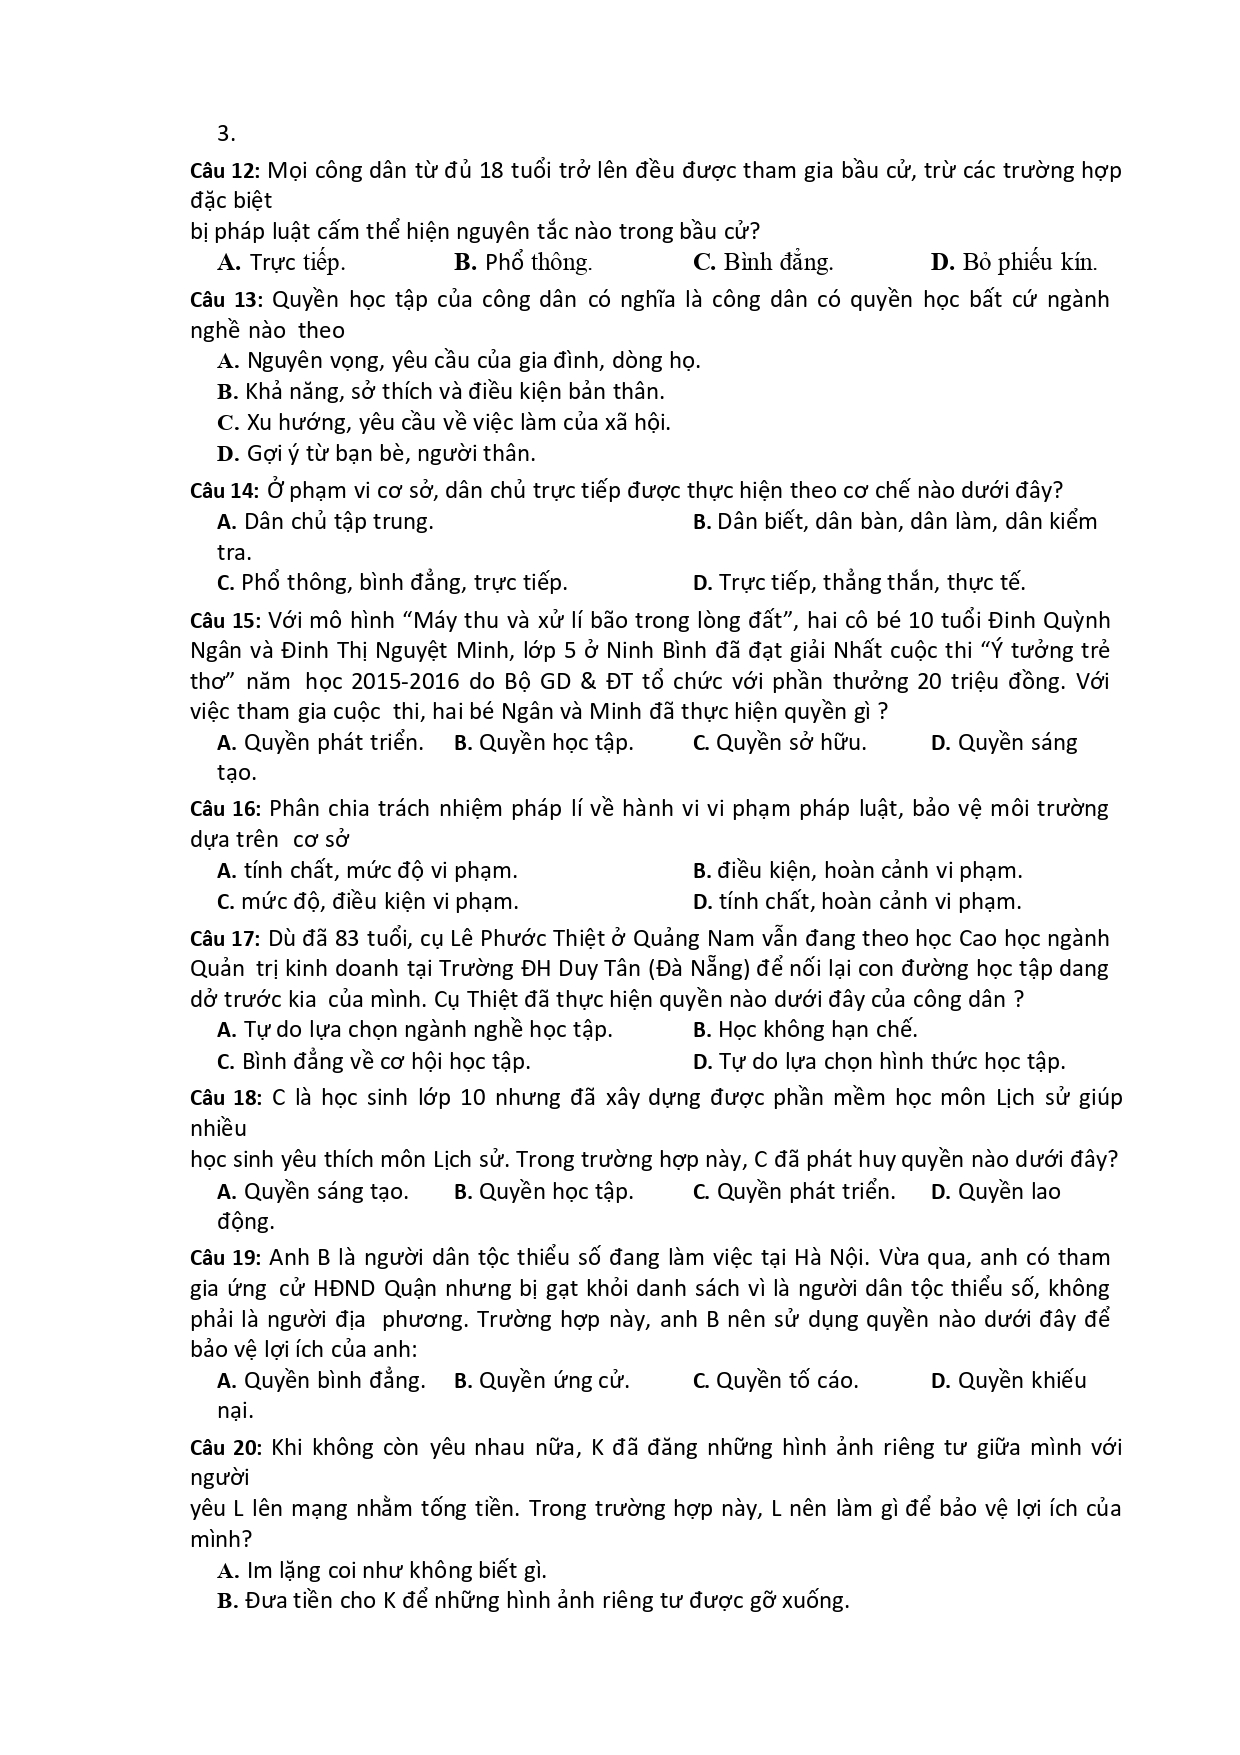 3.
Câu 12: Mọi công dân từ đủ 18 tuổi trở lên đều được tham gia bầu cử, trừ các trường hợp
đặc biệt
bị pháp luật cấm thể hiện nguyên tắc nào trong bầu cử?
A. Trực tiếp. B. Phổ thông. C. Bình đẳng. D. Bỏ phiếu kín.
Câu 13: Quyền học tập của công dân có nghĩa là công dân có quyền học bất cứ ngành
nghề nào theo
A. Nguyên vọng, yêu cầu của gia đình, dòng họ.
B. Khả năng, sở thích và điều kiện bản thân.
C. Xu hướng, yêu cầu về việc làm của xã hội.
D. Gợi ý từ bạn bè, người thân.
Câu 14: Ở phạm vi cơ sở, dân chủ trực tiếp được thực hiện theo cơ chế nào dưới đây?
A. Dân chủ tập trung. B. Dân biết, dân bàn, dân làm, dân kiểm
tra.
C. Phổ thông, bình đẳng, trực tiếp. D. Trực tiếp, thẳng thắn, thực tế.
Câu 15: Với mô hình “Máy thu và xử lí bão trong lòng đất”, hai cô bé 10 tuổi Đinh Quỳnh
Ngân và Đinh Thị Nguyệt Minh, lớp 5 ở Ninh Bình đã đạt giải Nhất cuộc thi “Ý tưởng trẻ
thơ” năm học 2015-2016 do Bộ GD & ĐT tổ chức với phần thưởng 20 triệu đồng. Với
việc tham gia cuộc thi, hai bé Ngân và Minh đã thực hiện quyền gì ?
A. Quyền phát triển. B. Quyền học tập. C. Quyền sở hữu. D. Quyền sáng
tạo.
Câu 16: Phân chia trách nhiệm pháp lí về hành vi vi phạm pháp luật, bảo vệ môi trường
dựa trên cơ sở
A. tính chất, mức độ vi phạm. B. điều kiện, hoàn cảnh vi phạm.
C. mức độ, điều kiện vi phạm. D. tính chất, hoàn cảnh vi phạm.
Câu 17: Dù đã 83 tuổi, cụ Lê Phước Thiệt ở Quảng Nam vẫn đang theo học Cao học ngành
Quản trị kinh doanh tại Trường ĐH Duy Tân (Đà Nẵng) để nối lại con đường học tập dang
dở trước kia của mình. Cụ Thiệt đã thực hiện quyền nào dưới đây của công dân ?
A. Tự do lựa chọn ngành nghề học tập. B. Học không hạn chế.
C. Bình đẳng về cơ hội học tập. D. Tự do lựa chọn hình thức học tập.
Câu 18: C là học sinh lớp 10 nhưng đã xây dựng được phần mềm học môn Lịch sử giúp
nhiều
học sinh yêu thích môn Lịch sử. Trong trường hợp này, C đã phát huy quyền nào dưới đây?
A. Quyền sáng tạo. B. Quyền học tập. C. Quyền phát triển. D. Quyền lao
động.
Câu 19: Anh B là người dân tộc thiểu số đang làm việc tại Hà Nội. Vừa qua, anh có tham
gia ứng cử HĐND Quận nhưng bị gạt khỏi danh sách vì là người dân tộc thiểu số, không
phải là người địa phương. Trường hợp này, anh B nên sử dụng quyền nào dưới đây để
bảo vệ lợi ích của anh:
A. Quyền bình đẳng. B. Quyền ứng cử. C. Quyền tố cáo. D. Quyền khiếu
nại.
Câu 20: Khi không còn yêu nhau nữa, K đã đăng những hình ảnh riêng tư giữa mình với
người
yêu L lên mạng nhằm tống tiền. Trong trường hợp này, L nên làm gì để bảo vệ lợi ích của
mình?
A. Im lặng coi như không biết gì.
B. Đưa tiền cho K để những hình ảnh riêng tư được gỡ xuống.